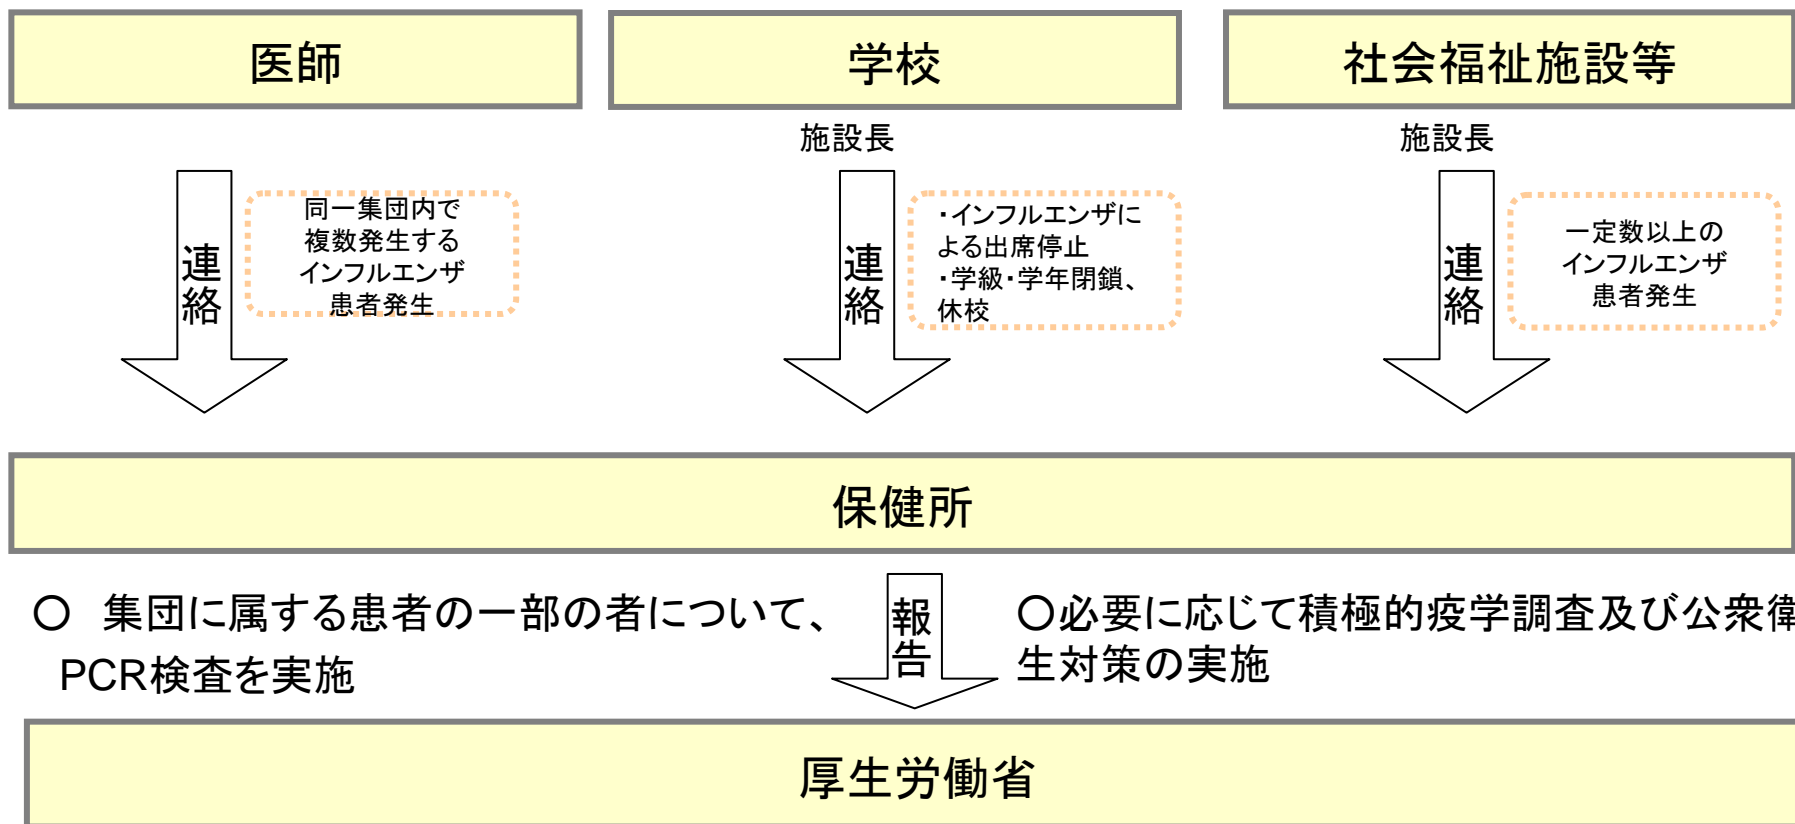 医師
学校
社会福祉施設等
施設長
施設長
連絡
同一集団内で
複数発生する
インフルエンザ
患者発生
連絡
・インフルエンザに
よる出席停止
・学級・学年閉鎖、
休校
連絡
一定数以上の
インフルエンザ
患者発生
保健所
〇 集団に属する患者の一部の者について、
PCR検査を実施
報告
〇必要に応じて積極的疫学調査及び公衆衛
生対策の実施
厚生労働省